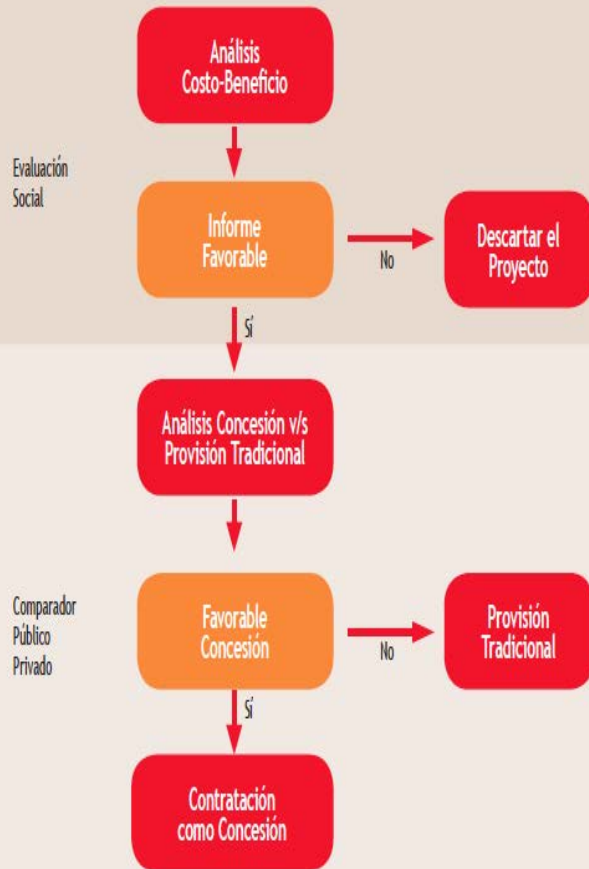 Análisis
Costo-Beneficio
Evaluación
Social
Informe
Favorable
No
Descartar el
Proyecto
Sí
Análisis Concesión v/s
Provisión Tradicional
Comparador
Público
Privado
Favorable
Concesión
No
Provisión
Tradicional
Sí
Contratación
como Concesión